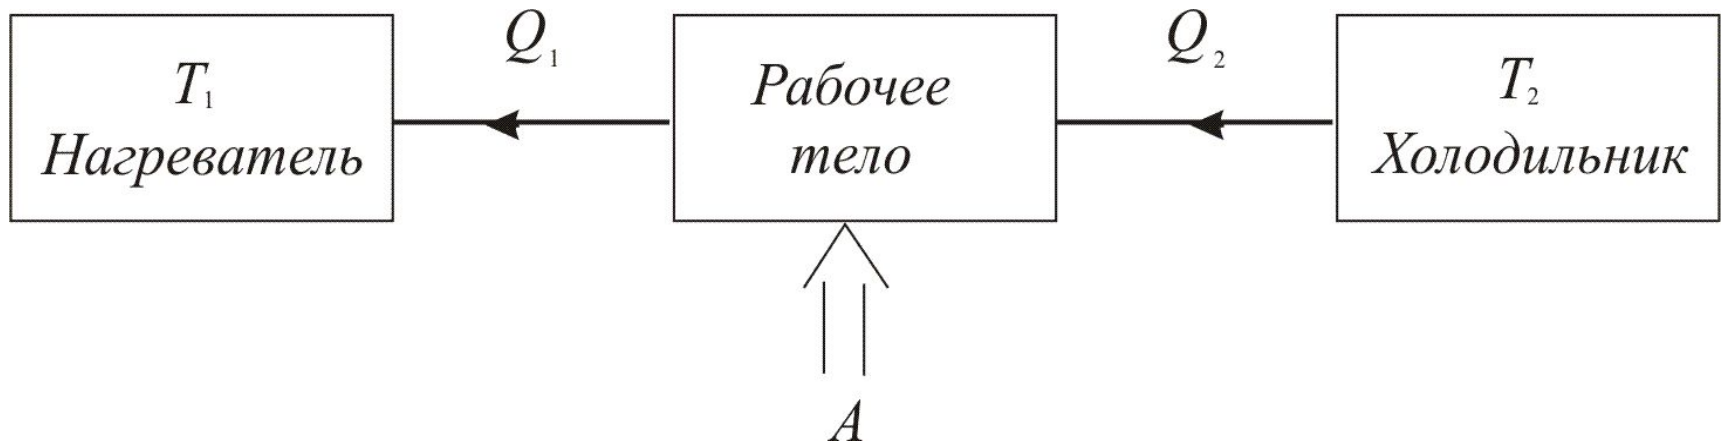 Q₁
Q₂
T₁
Нагреватель
Рабочее
тело
T₂
Холодильник
A